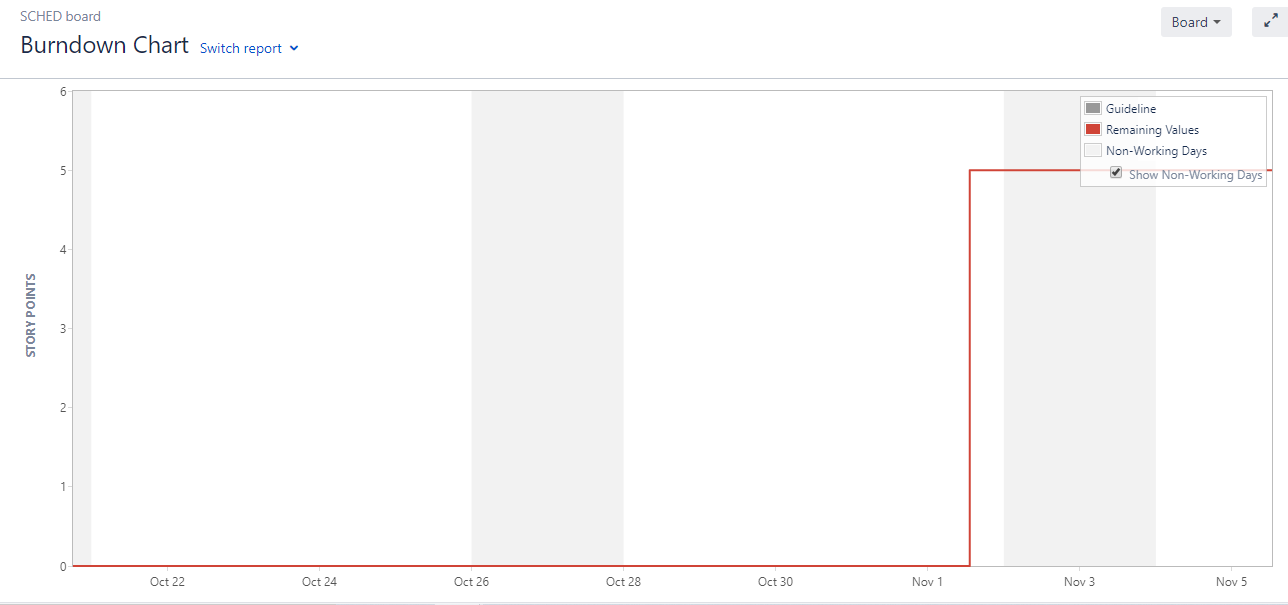 SCHED board
Burndown Chart Switch report
Board
Guideline
Remaining Values
Non-Working Days
Show Non-Working Days
STORY POINTS
6
5
4
3
2
1
0
Oct 22 Oct 24 Oct 26 Oct 28 Oct 30 Nov 1 Nov 3 Nov 5